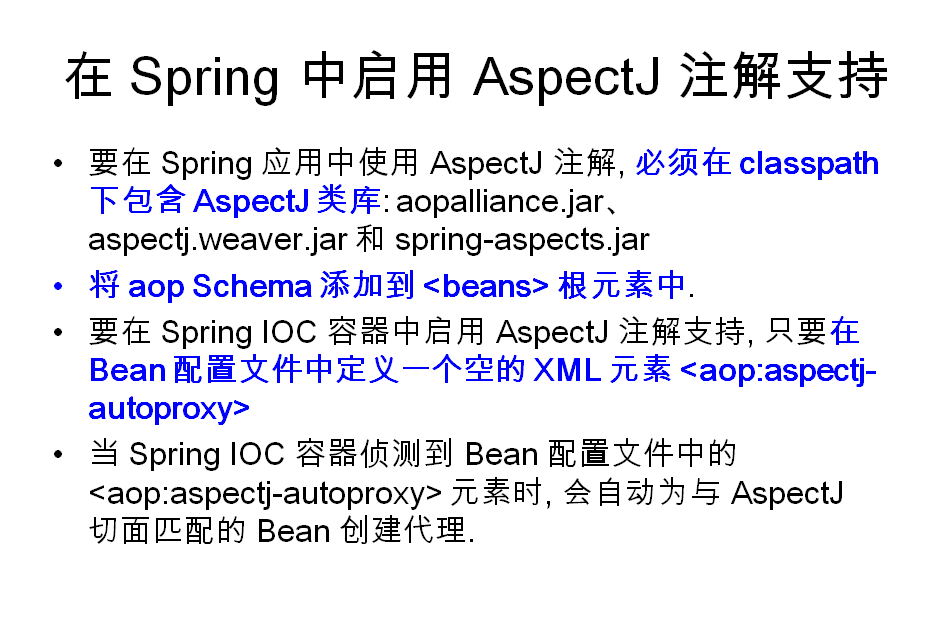 在 Spring 中启用 AspectJ 注解支持
• 要在 Spring 应用中使用 AspectJ 注解, 必须在 classpath
下包含 AspectJ 类库: aopalliance.jar、
aspectj.weaver.jar 和 spring-aspects.jar
• 将 aop Schema 添加到 <beans> 根元素中.
• 要在 Spring IOC 容器中启用 AspectJ 注解支持, 只要在
Bean 配置文件中定义一个空的 XML 元素 <aop:aspectj-
autoproxy>
• 当 Spring IOC 容器侦测到 Bean 配置文件中的
<aop:aspectj-autoproxy> 元素时, 会自动为与 AspectJ
切面匹配的 Bean 创建代理.